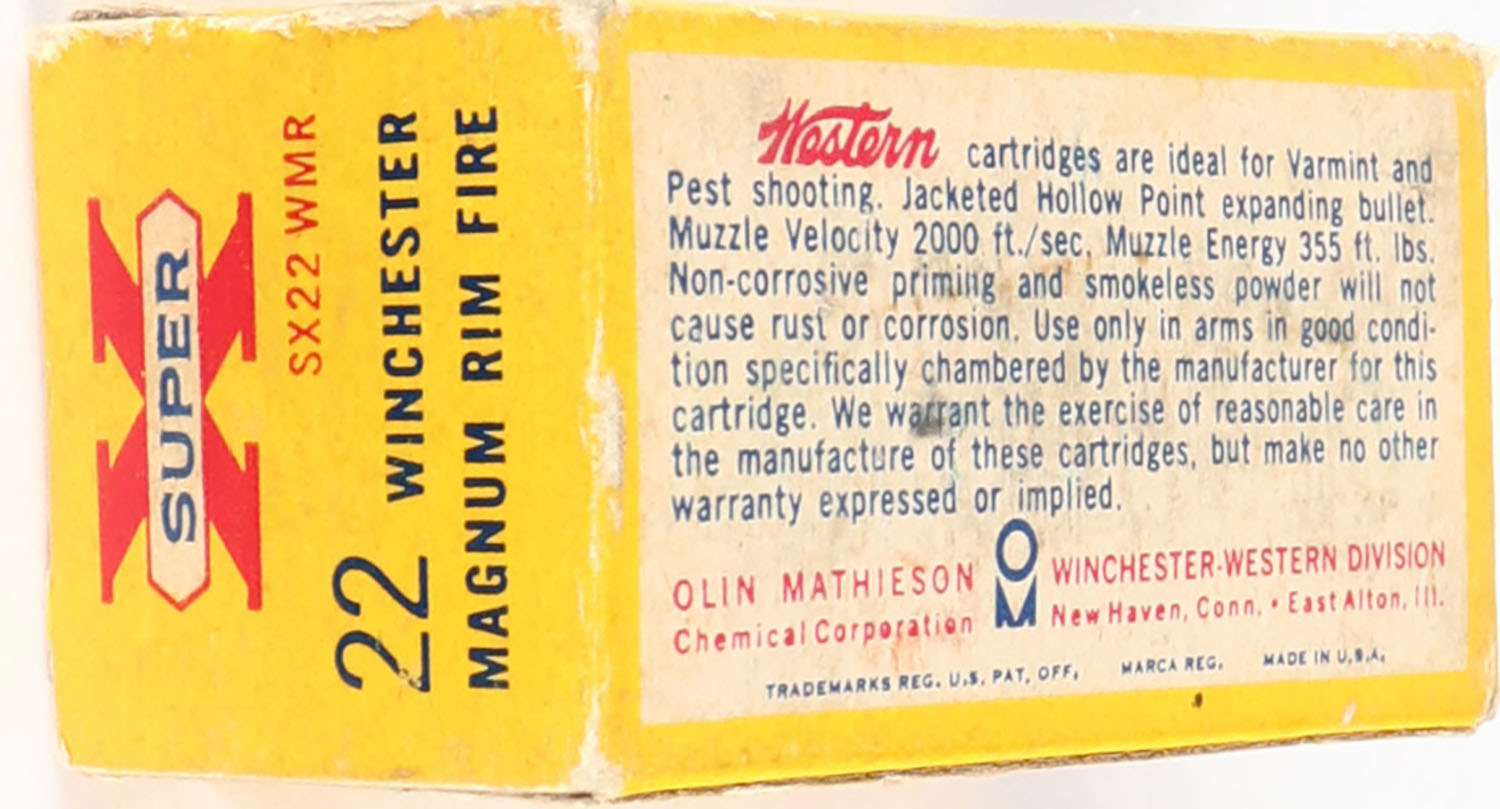 SUPER X
SX22 WMR
22 WINCHESTER
MAGNUM RIM FIRE
Western cartridges are ideal for Varmint and
Pest shooting. Jacketed Hollow Point expanding bullet.
Muzzle Velocity 2000 ft./sec. Muzzle Energy 355 ft. lbs.
Non-corrosive priming and smokeless powder will not
cause rust or corrosion. Use only in arms in good condi-
tion specifically chambered by the manufacturer for this
cartridge. We warrant the exercise of reasonable care in
the manufacture of these cartridges, but make no other
warranty expressed or implied.
OLIN MATHIESON
Chemical Corporation
OM
WINCHESTER-WESTERN DIVISION
New Haven, Conn. • East Alton, Ill.
TRADEMARKS REG. U.S. PAT. OFF. MARCA REG. MADE IN U.S.A.